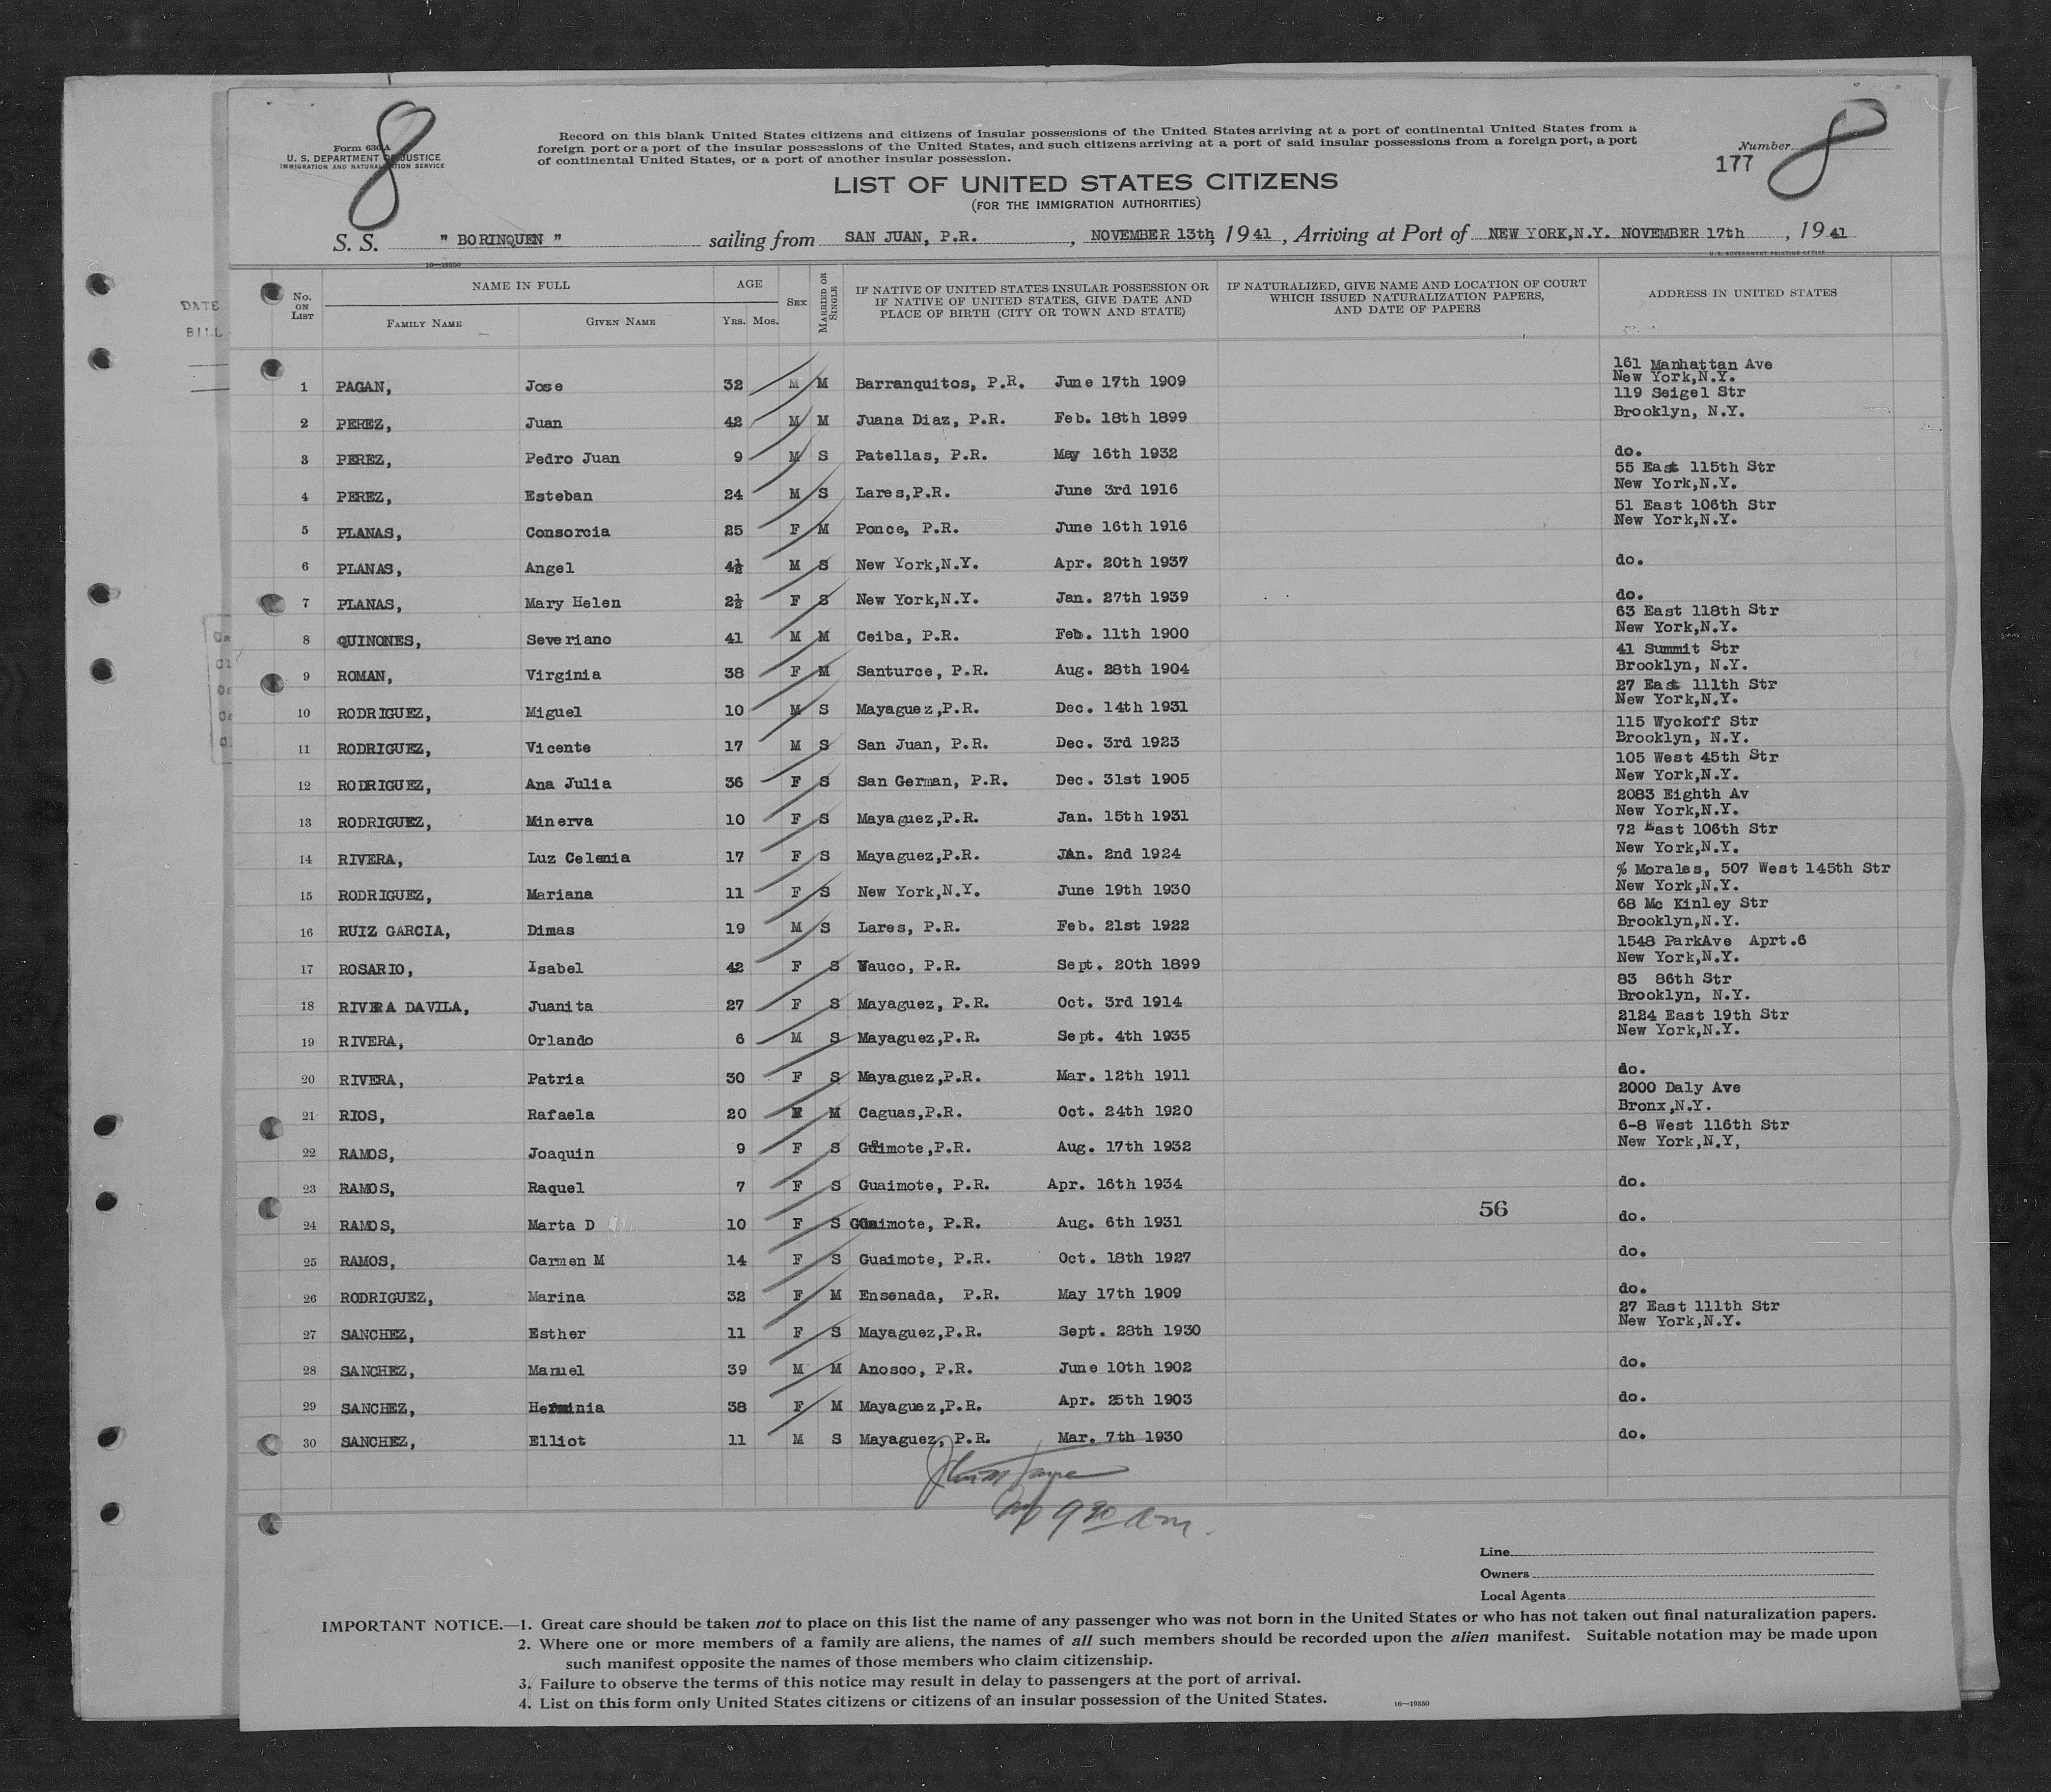 8
Form 630 A
U. S. DEPARTMENT OF JUSTICE
IMMIGRATION AND NATURALIZATION SERVICE
Record on this blank United States citizens and citizens of insular possessions of the United States arriving at a port of continental United States from a
foreign port or a port of the insular possessions of the United States, and such citizens arriving at a port of said insular possessions from a foreign port, a port
of continental United States, or a port of another insular possession.
Number 8
177
LIST OF UNITED STATES CITIZENS
(FOR THE IMMIGRATION AUTHORITIES)
S. S. " BORINQUEN " sailing from SAN JUAN, P.R. , NOVEMBER 13th, 1941, Arriving at Port of NEW YORK,N.Y. NOVEMBER 17th , 1941
16—19350
U. S. GOVERNMENT PRINTING OFFICE
DATE
BILL
No. ON LIST
NAME IN FULL
FAMILY NAME
GIVEN NAME
AGE
YRS. MOS.
SEX
MARRIED OR SINGLE
IF NATIVE OF UNITED STATES INSULAR POSSESSION OR
IF NATIVE OF UNITED STATES, GIVE DATE AND
PLACE OF BIRTH (CITY OR TOWN AND STATE)
IF NATURALIZED, GIVE NAME AND LOCATION OF COURT
WHICH ISSUED NATURALIZATION PAPERS,
AND DATE OF PAPERS
ADDRESS IN UNITED STATES
161 Manhattan Ave
New York,N.Y.
1 PAGAN, Jose 32 M M Barranquitos, P.R. June 17th 1909
119 Seigel Str
Brooklyn, N.Y.
2 PEREZ, Juan 42 M M Juana Diaz, P.R. Feb. 18th 1899
3 PEREZ, Pedro Juan 9 M S Patellas, P.R. May 16th 1932 do.
55 East 115th Str
New York,N.Y.
4 PEREZ, Esteban 24 M S Lares,P.R. June 3rd 1916
51 East 106th Str
New York,N.Y.
5 PLANAS, Consorcia 25 F M Ponce, P.R. June 16th 1916
6 PLANAS, Angel 4½ M S New York,N.Y. Apr. 20th 1937 do.
7 PLANAS, Mary Helen 2½ F S New York,N.Y. Jan. 27th 1939 do.
63 East 118th Str
New York,N.Y.
8 QUINONES, Severiano 41 M M Ceiba, P.R. Feb. 11th 1900
41 Summit Str
Brooklyn, N.Y.
9 ROMAN, Virginia 38 F M Santurce, P.R. Aug. 28th 1904
27 East 111th Str
New York,N.Y.
10 RODRIGUEZ, Miguel 10 M S Mayaguez,P.R. Dec. 14th 1931
115 Wyckoff Str
Brooklyn, N.Y.
11 RODRIGUEZ, Vicente 17 M S San Juan, P.R. Dec. 3rd 1923
105 West 45th Str
New York,N.Y.
12 RODRIGUEZ, Ana Julia 36 F S San German, P.R. Dec. 31st 1905
2083 Eighth Av
New York,N.Y.
13 RODRIGUEZ, Minerva 10 F S Mayaguez,P.R. Jan. 15th 1931
72 East 106th Str
New York,N.Y.
14 RIVERA, Luz Celenia 17 F S Mayaguez,P.R. JAn. 2nd 1924
% Morales, 507 West 145th Str
New York,N.Y.
15 RODRIGUEZ, Mariana 11 F S New York,N.Y. June 19th 1930
68 Mc Kinley Str
Brooklyn,N.Y.
16 RUIZ GARCIA, Dimas 19 M S Lares, P.R. Feb. 21st 1922
1548 ParkAve Aprt.6
New York,N.Y.
17 ROSARIO, Isabel 42 F S Yauco, P.R. Sept. 20th 1899
83 86th Str
Brooklyn, N.Y.
18 RIVERA DAVILA, Juanita 27 F S Mayaguez, P.R. Oct. 3rd 1914
2124 East 19th Str
New York,N.Y.
19 RIVERA, Orlando 6 M S Mayaguez,P.R. Sept. 4th 1935
20 RIVERA, Patria 30 F S Mayaguez,P.R. Mar. 12th 1911 do.
2000 Daly Ave
Bronx,N.Y.
21 RIOS, Rafaela 20 F M Caguas,P.R. Oct. 24th 1920
6-8 West 116th Str
New York,N.Y,
22 RAMOS, Joaquin 9 F S Guaimote,P.R. Aug. 17th 1932
23 RAMOS, Raquel 7 F S Guaimote, P.R. Apr. 16th 1934 do.
56
24 RAMOS, Marta D 10 F S Guaimote, P.R. Aug. 6th 1931 do.
25 RAMOS, Carmen M 14 F S Guaimote, P.R. Oct. 18th 1927 do.
26 RODRIGUEZ, Marina 32 F M Ensenada, P.R. May 17th 1909 do.
27 East 111th Str
New York,N.Y.
27 SANCHEZ, Esther 11 F S Mayaguez,P.R. Sept. 28th 1930
28 SANCHEZ, Manuel 39 M M Anosco, P.R. June 10th 1902 do.
29 SANCHEZ, Herminia 38 F M Mayaguez,P.R. Apr. 25th 1903 do.
30 SANCHEZ, Elliot 11 M S Mayaguez, P.R. Mar. 7th 1930 do.
9 30 a m.
Line
Owners
Local Agents
IMPORTANT NOTICE.—1. Great care should be taken not to place on this list the name of any passenger who was not born in the United States or who has not taken out final naturalization papers.
2. Where one or more members of a family are aliens, the names of all such members should be recorded upon the alien manifest. Suitable notation may be made upon
such manifest opposite the names of those members who claim citizenship.
3. Failure to observe the terms of this notice may result in delay to passengers at the port of arrival.
4. List on this form only United States citizens or citizens of an insular possession of the United States.
16—19350